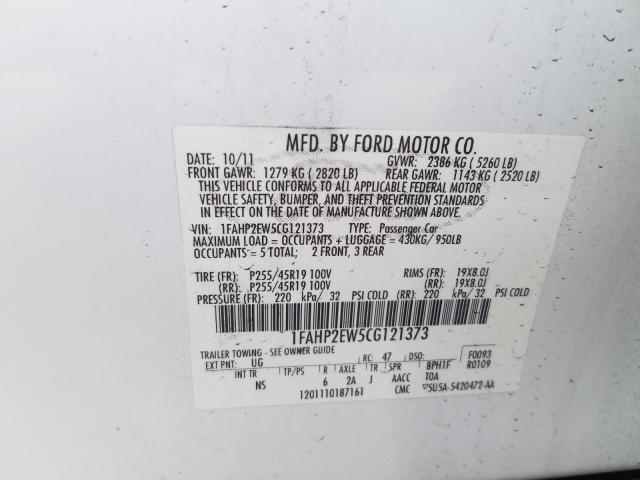 MFD. BY FORD MOTOR CO.
DATE: 10/11 GVWR: 2386 KG ( 5260 LB)
FRONT GAWR: 1279 KG ( 2820 LB) REAR GAWR: 1143 KG ( 2520 LB)
THIS VEHICLE CONFORMS TO ALL APPLICABLE FEDERAL MOTOR
VEHICLE SAFETY, BUMPER, AND THEFT PREVENTION STANDARDS
IN EFFECT ON THE DATE OF MANUFACTURE SHOWN ABOVE.
VIN: 1FAHP2EW5CG121373 TYPE: Passenger Car
MAXIMUM LOAD = OCCUPANTS + LUGGAGE = 430KG/ 950LB
OCCUPANTS = 5 TOTAL; 2 FRONT, 3 REAR
TIRE (FR): P255/45R19 100V RIMS (FR): 19X8.0J
(RR): P255/45R19 100V (RR): 19X8.0J
PRESSURE (FR): 220 kPa/ 32 PSI COLD (RR): 220 kPa/ 32 PSI COLD
1FAHP2EW5CG121373
TRAILER TOWING - SEE OWNER GUIDE
EXT PNT: UG RC: 47 DSO: F0093
INT TR TP/PS R AXLE TR SPR BPH1F R0109
NS 6 2A J AACC TOA
1201110187161 CMC ▽5U5A-5420472-AA